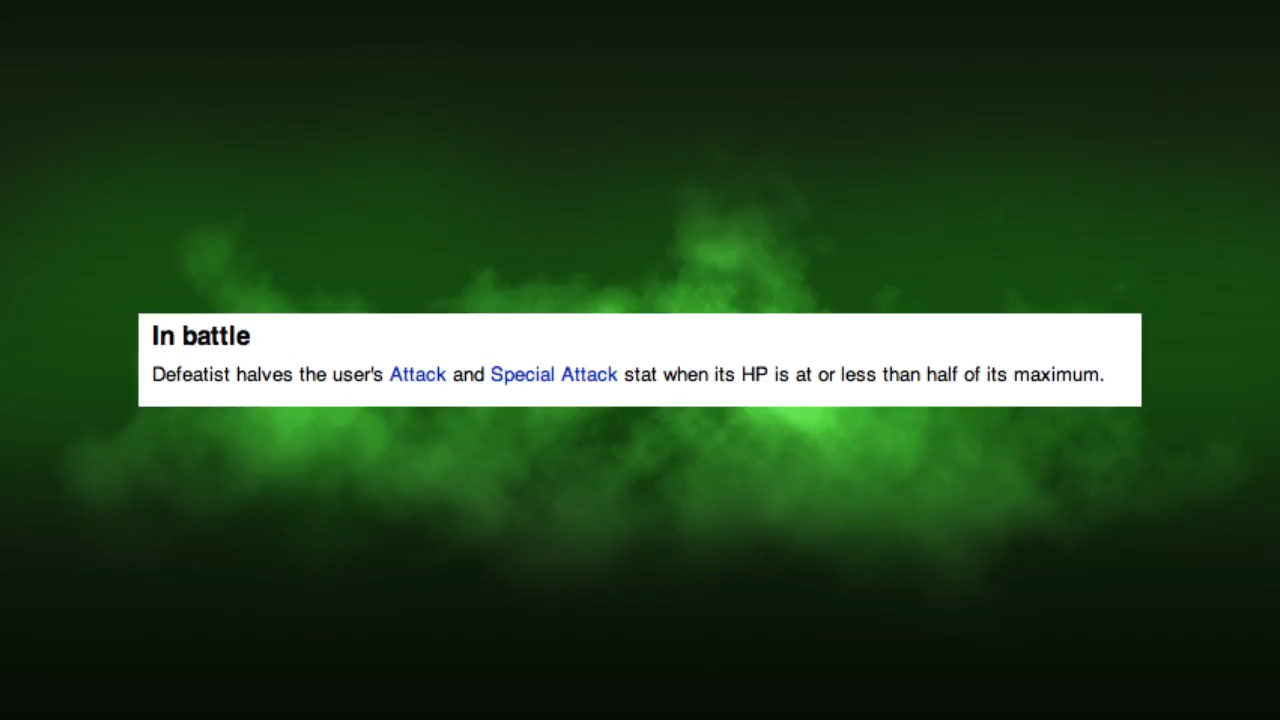 In battle
Defeatist halves the user's Attack and Special Attack stat when its HP is at or less than half of its maximum.